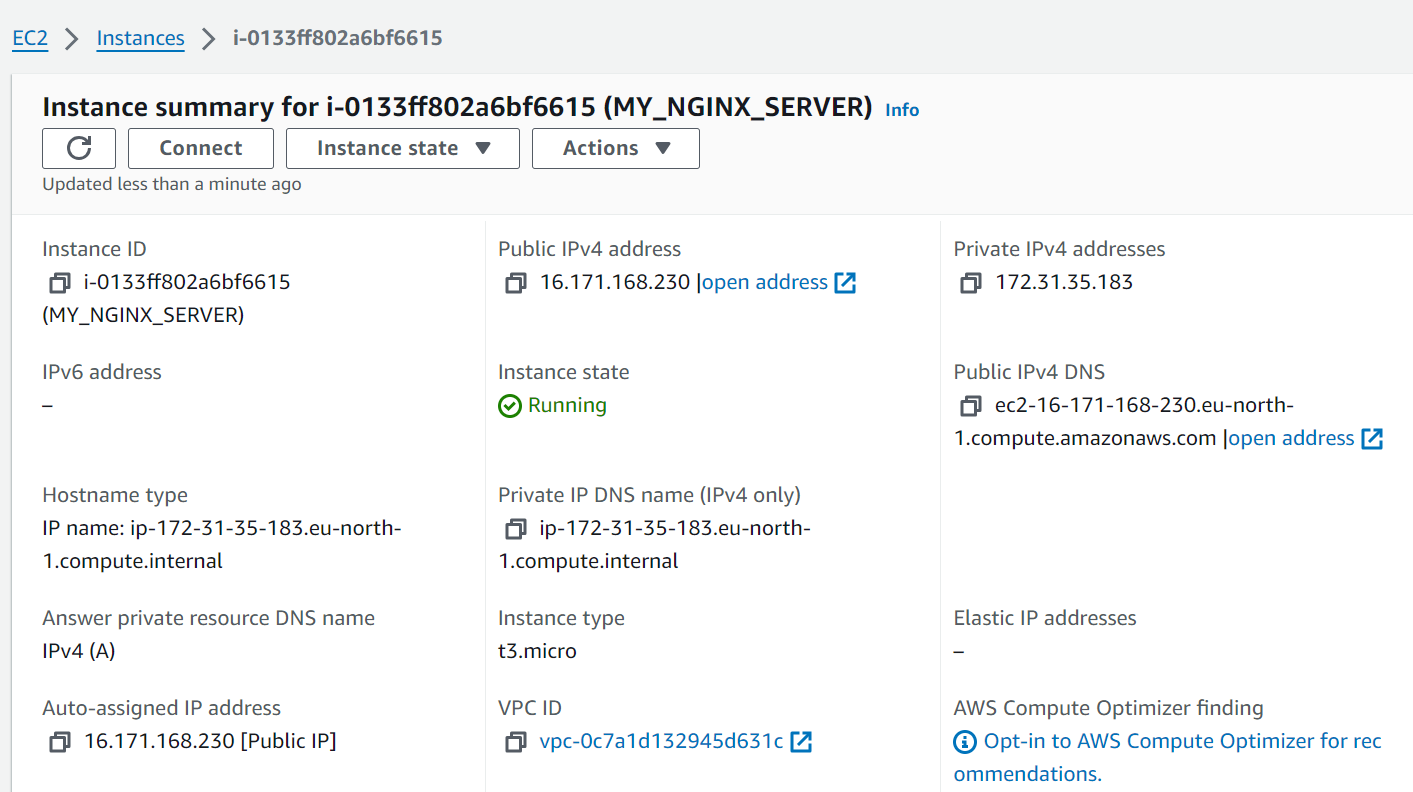 EC2 > Instances > i-0133ff802a6bf6615
Instance summary for i-0133ff802a6bf6615 (MY_NGINX_SERVER) Info
Connect Instance state Actions
Updated less than a minute ago
Instance ID
i-0133ff802a6bf6615
(MY_NGINX_SERVER)
Public IPv4 address
16.171.168.230 |open address
Private IPv4 addresses
172.31.35.183
IPv6 address
–
Instance state
Running
Public IPv4 DNS
ec2-16-171-168-230.eu-north-
1.compute.amazonaws.com |open address
Hostname type
IP name: ip-172-31-35-183.eu-north-
1.compute.internal
Private IP DNS name (IPv4 only)
ip-172-31-35-183.eu-north-
1.compute.internal
Answer private resource DNS name
IPv4 (A)
Instance type
t3.micro
Elastic IP addresses
–
Auto-assigned IP address
16.171.168.230 [Public IP]
VPC ID
vpc-0c7a1d132945d631c
AWS Compute Optimizer finding
Opt-in to AWS Compute Optimizer for rec
ommendations.